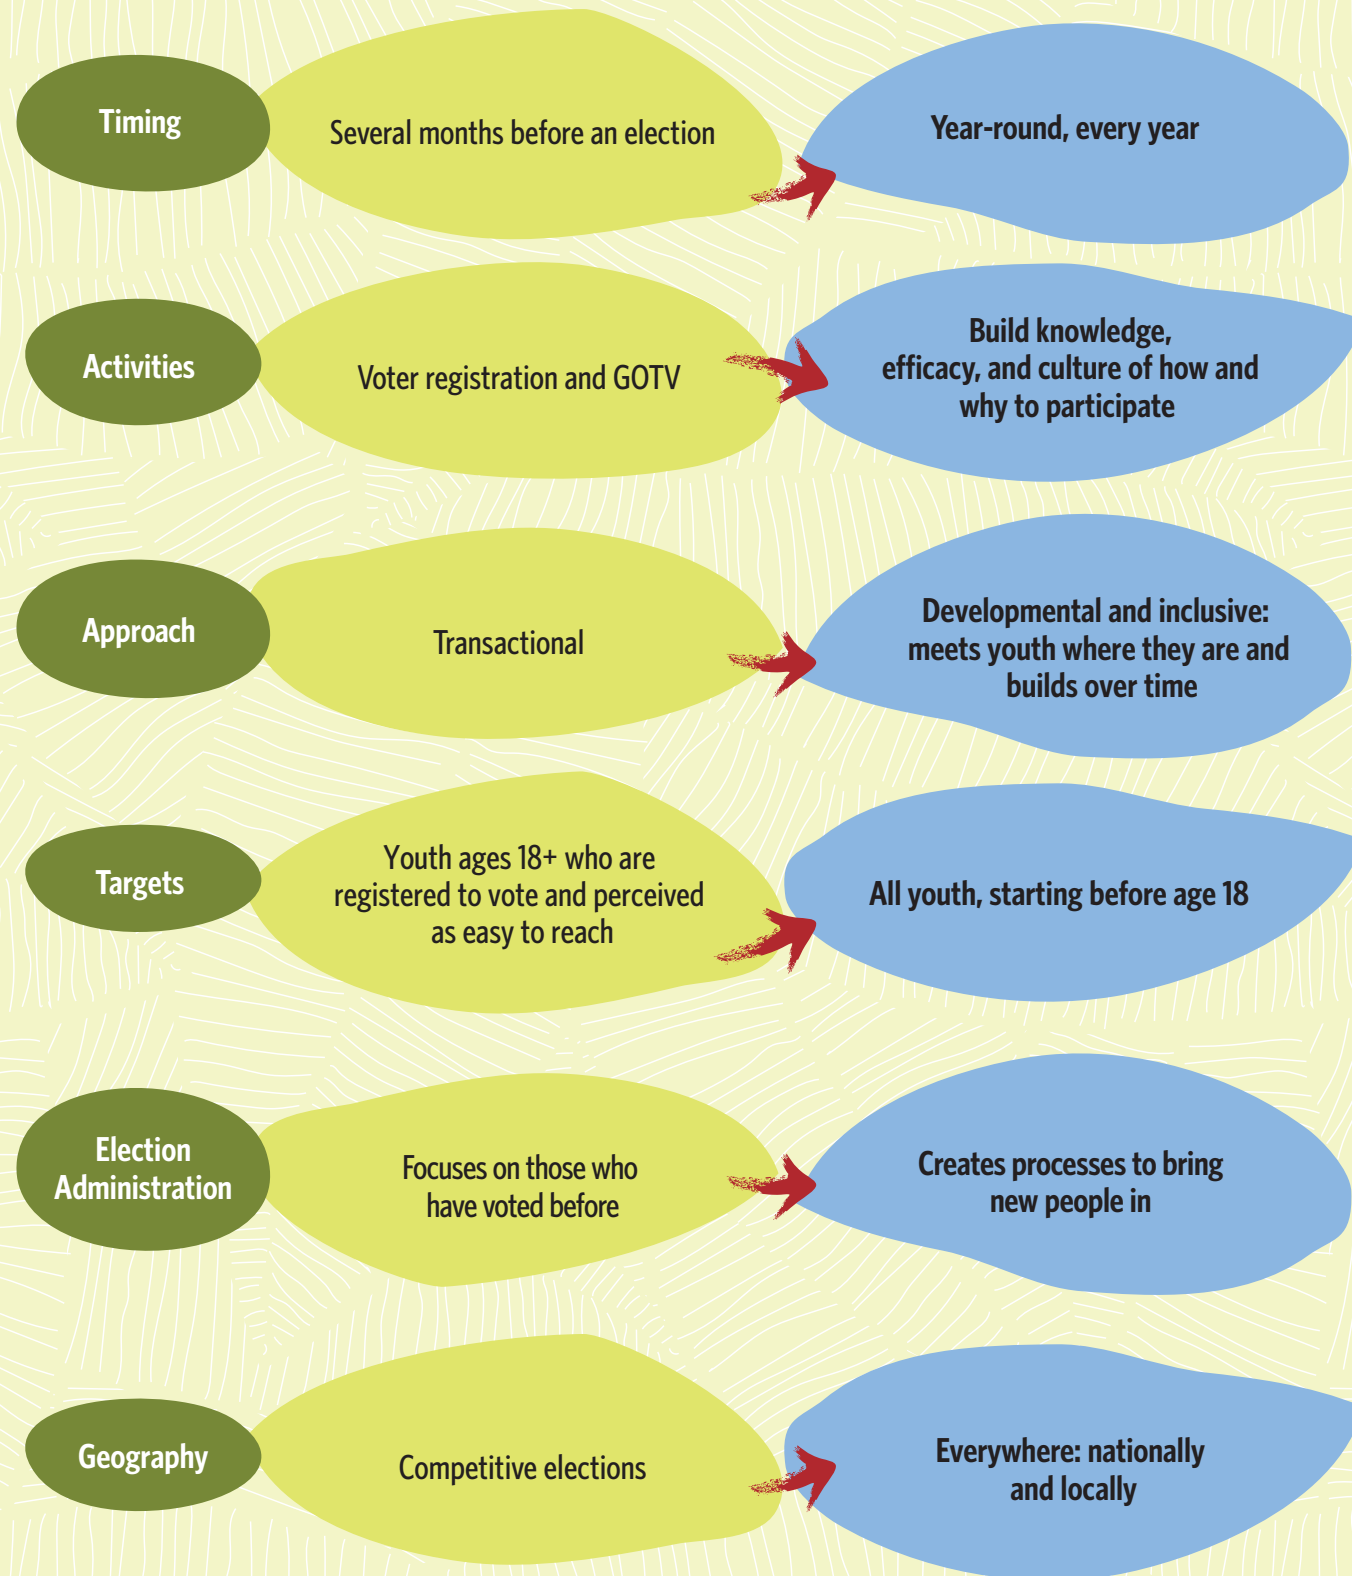 Timing
Several months before an election
Year-round, every year
Activities
Voter registration and GOTV
Build knowledge,
efficacy, and culture of how and
why to participate
Approach
Transactional
Developmental and inclusive:
meets youth where they are and
builds over time
Targets
Youth ages 18+ who are
registered to vote and perceived
as easy to reach
All youth, starting before age 18
Election
Administration
Focuses on those who
have voted before
Creates processes to bring
new people in
Geography
Competitive elections
Everywhere: nationally
and locally